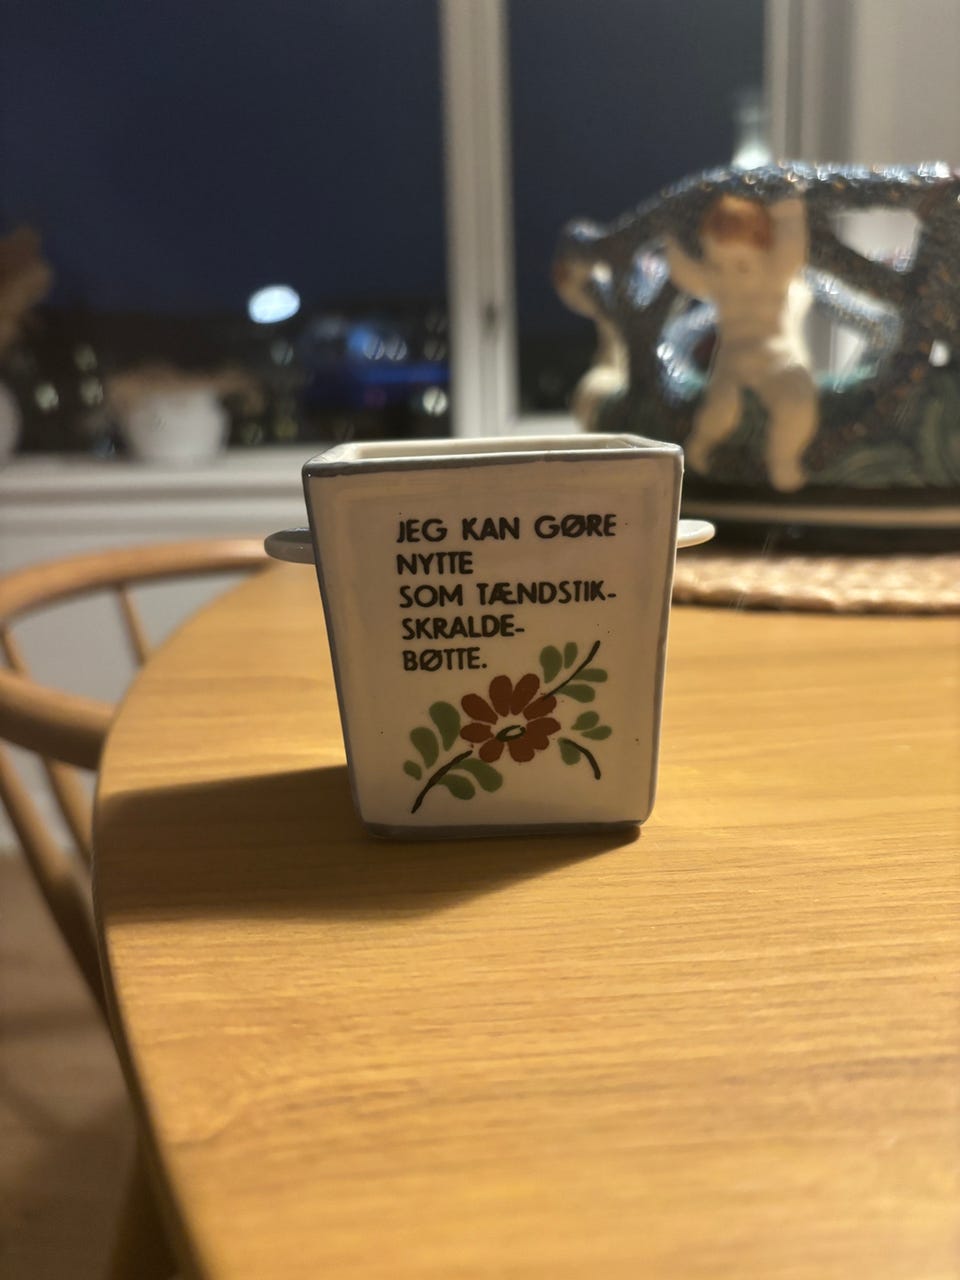 JEG KAN GØRE
NYTTE
SOM TÆNDSTIK-
SKRALDE-
BØTTE.